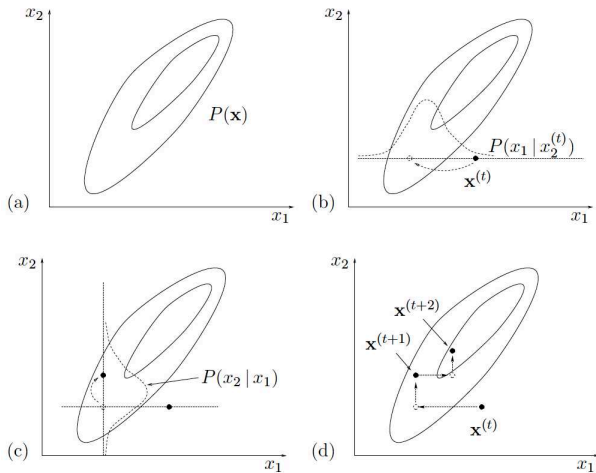 x₂
P(x)
(a)
x₁
x₂
P(x₁ | x₂⁽ᵗ⁾)
x⁽ᵗ⁾
(b)
x₁
x₂
P(x₂ | x₁)
(c)
x₁
x₂
x⁽ᵗ⁺²⁾
x⁽ᵗ⁺¹⁾
x⁽ᵗ⁾
(d)
x₁